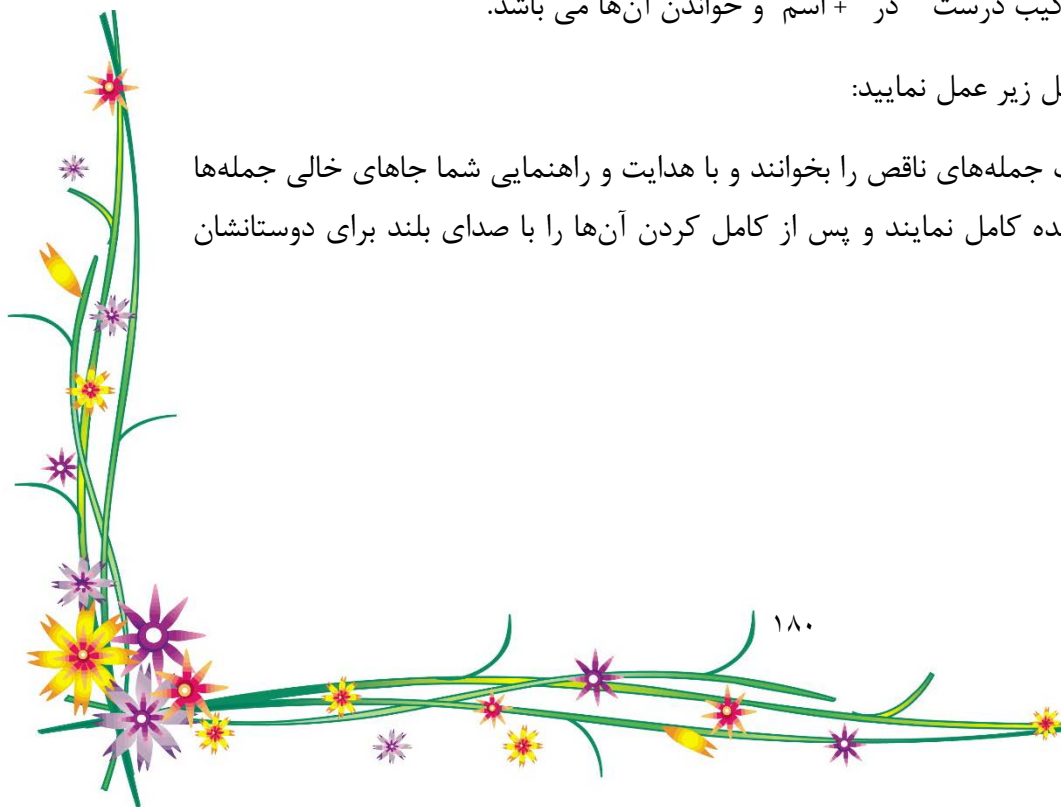 کیب درست در + اسم و خواندن آن‌ها می باشد.
ل زیر عمل نمایید:
جمله‌های ناقص را بخوانند و با هدایت و راهنمایی شما جاهای خالی جمله‌ها
ده کامل نمایند و پس از کامل کردن آن‌ها را با صدای بلند برای دوستانشان
۱۸۰